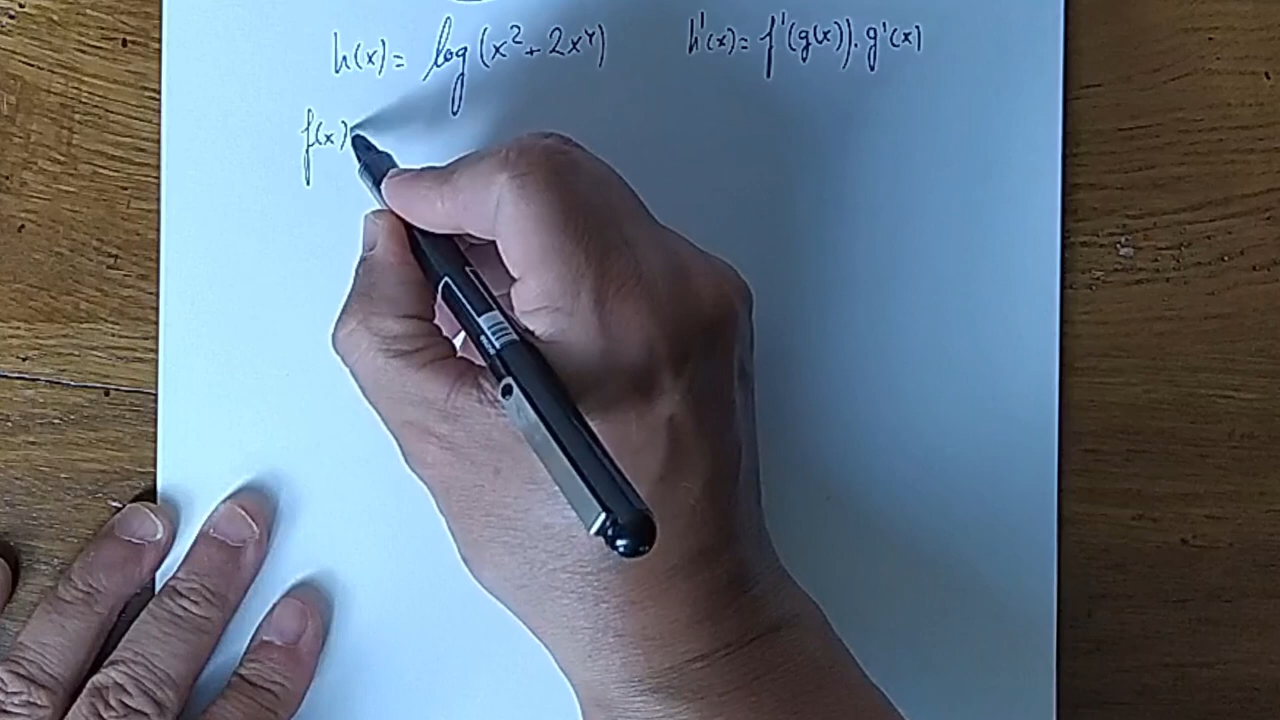 h(x) = log(x² + 2x⁴) h'(x) = f'(g(x)).g'(x)
f(x)